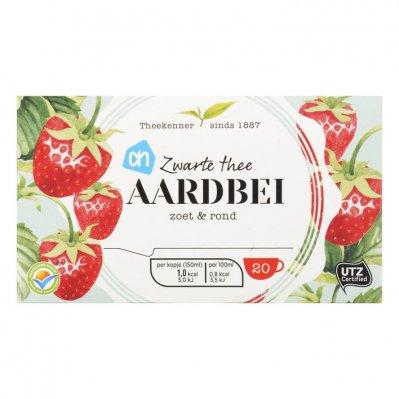 Theekenner sinds 1887
ah
Zwarte thee
AARDBEI
zoet & rond
per kopje (150ml)
1,0 kcal
5,0 kJ
per 100ml
0,8 kcal
3,5 kJ
20
UTZ
Certified